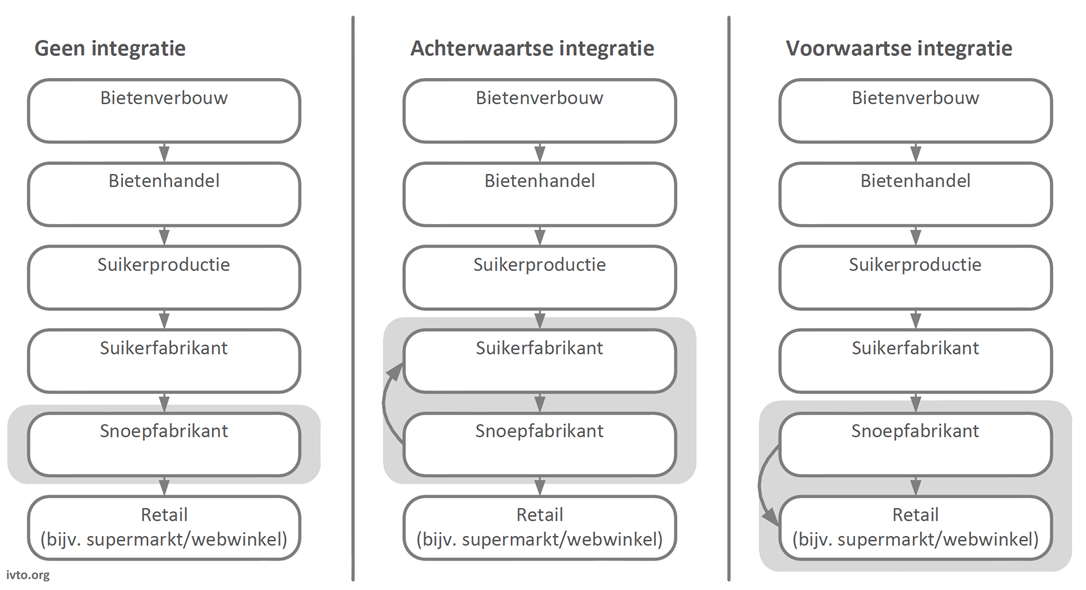 Geen integratie
Bietenverbouw
Bietenhandel
Suikerproductie
Suikerfabrikant
Snoepfabrikant
Retail
(bijv. supermarkt/webwinkel)
Achterwaartse integratie
Bietenverbouw
Bietenhandel
Suikerproductie
Suikerfabrikant
Snoepfabrikant
Retail
(bijv. supermarkt/webwinkel)
Voorwaartse integratie
Bietenverbouw
Bietenhandel
Suikerproductie
Suikerfabrikant
Snoepfabrikant
Retail
(bijv. supermarkt/webwinkel)
ivto.org